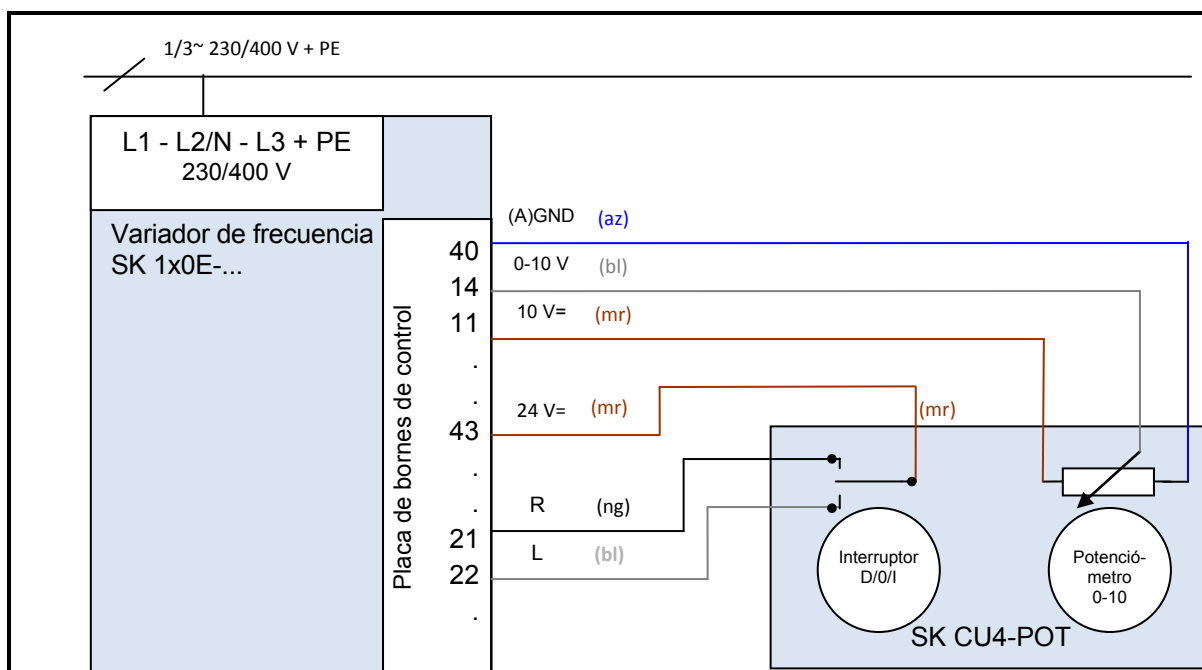 1/3~ 230/400 V + PE
L1 - L2/N - L3 + PE
230/400 V
Variador de frecuencia
SK 1x0E-...
Placa de bornes de control
40
14
11
.
.
43
.
.
21
22
.
(A)GND (az)
0-10 V (bl)
10 V= (mr)
24 V= (mr)
(mr)
R (ng)
L (bl)
Interruptor
D/0/I
Potenció-
metro
0-10
SK CU4-POT